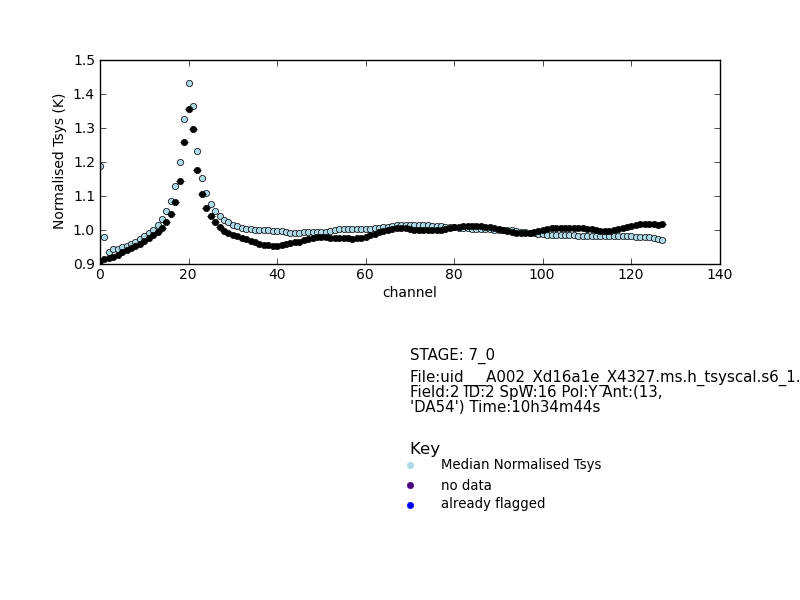 1.5
1.4
1.3
1.2
1.1
1.0
0.9
Normalised Tsys (K)
0 20 40 60 80 100 120 140
channel
STAGE: 7_0
File:uid___A002_Xd16a1e_X4327.ms.h_tsyscal.s6_1.
Field:2 ID:2 SpW:16 Pol:Y Ant:(13,
'DA54') Time:10h34m44s
Key
Median Normalised Tsys
no data
already flagged